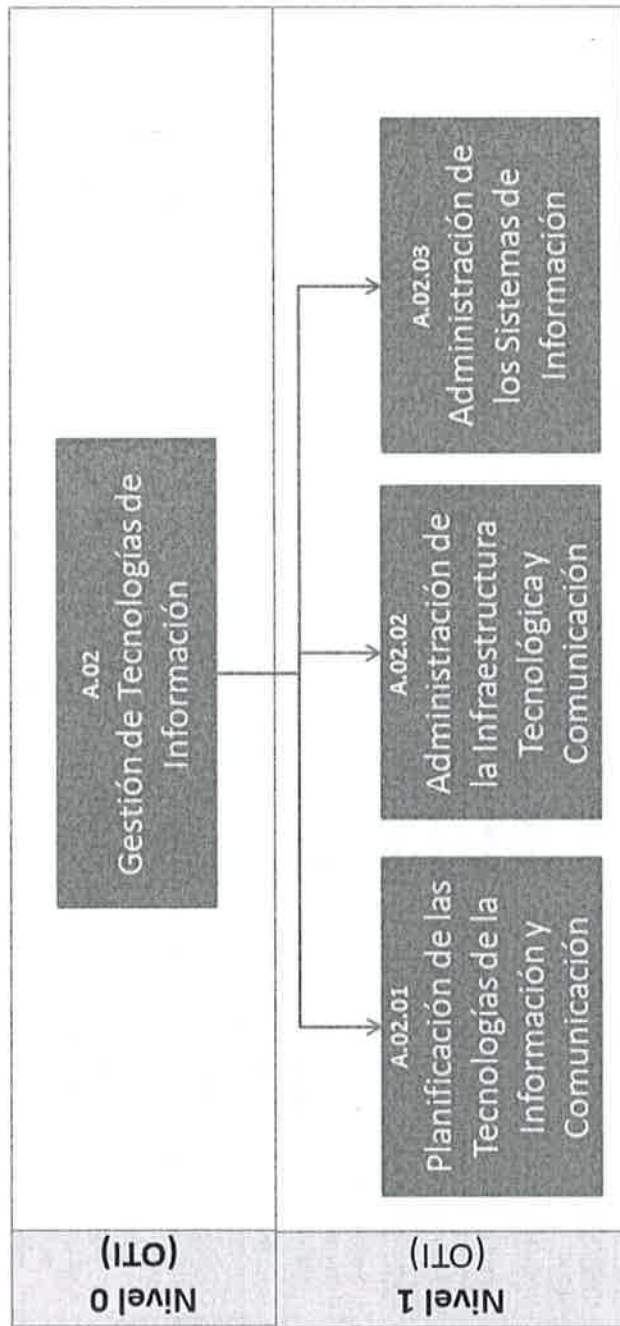 Nivel 0
(OTI)
A.02
Gestión de Tecnologías de
Información
Nivel 1
(OTI)
A.02.01
Planificación de las
Tecnologías de la
Información y
Comunicación
A.02.02
Administración de
la Infraestructura
Tecnológica y
Comunicación
A.02.03
Administración de
los Sistemas de
Información